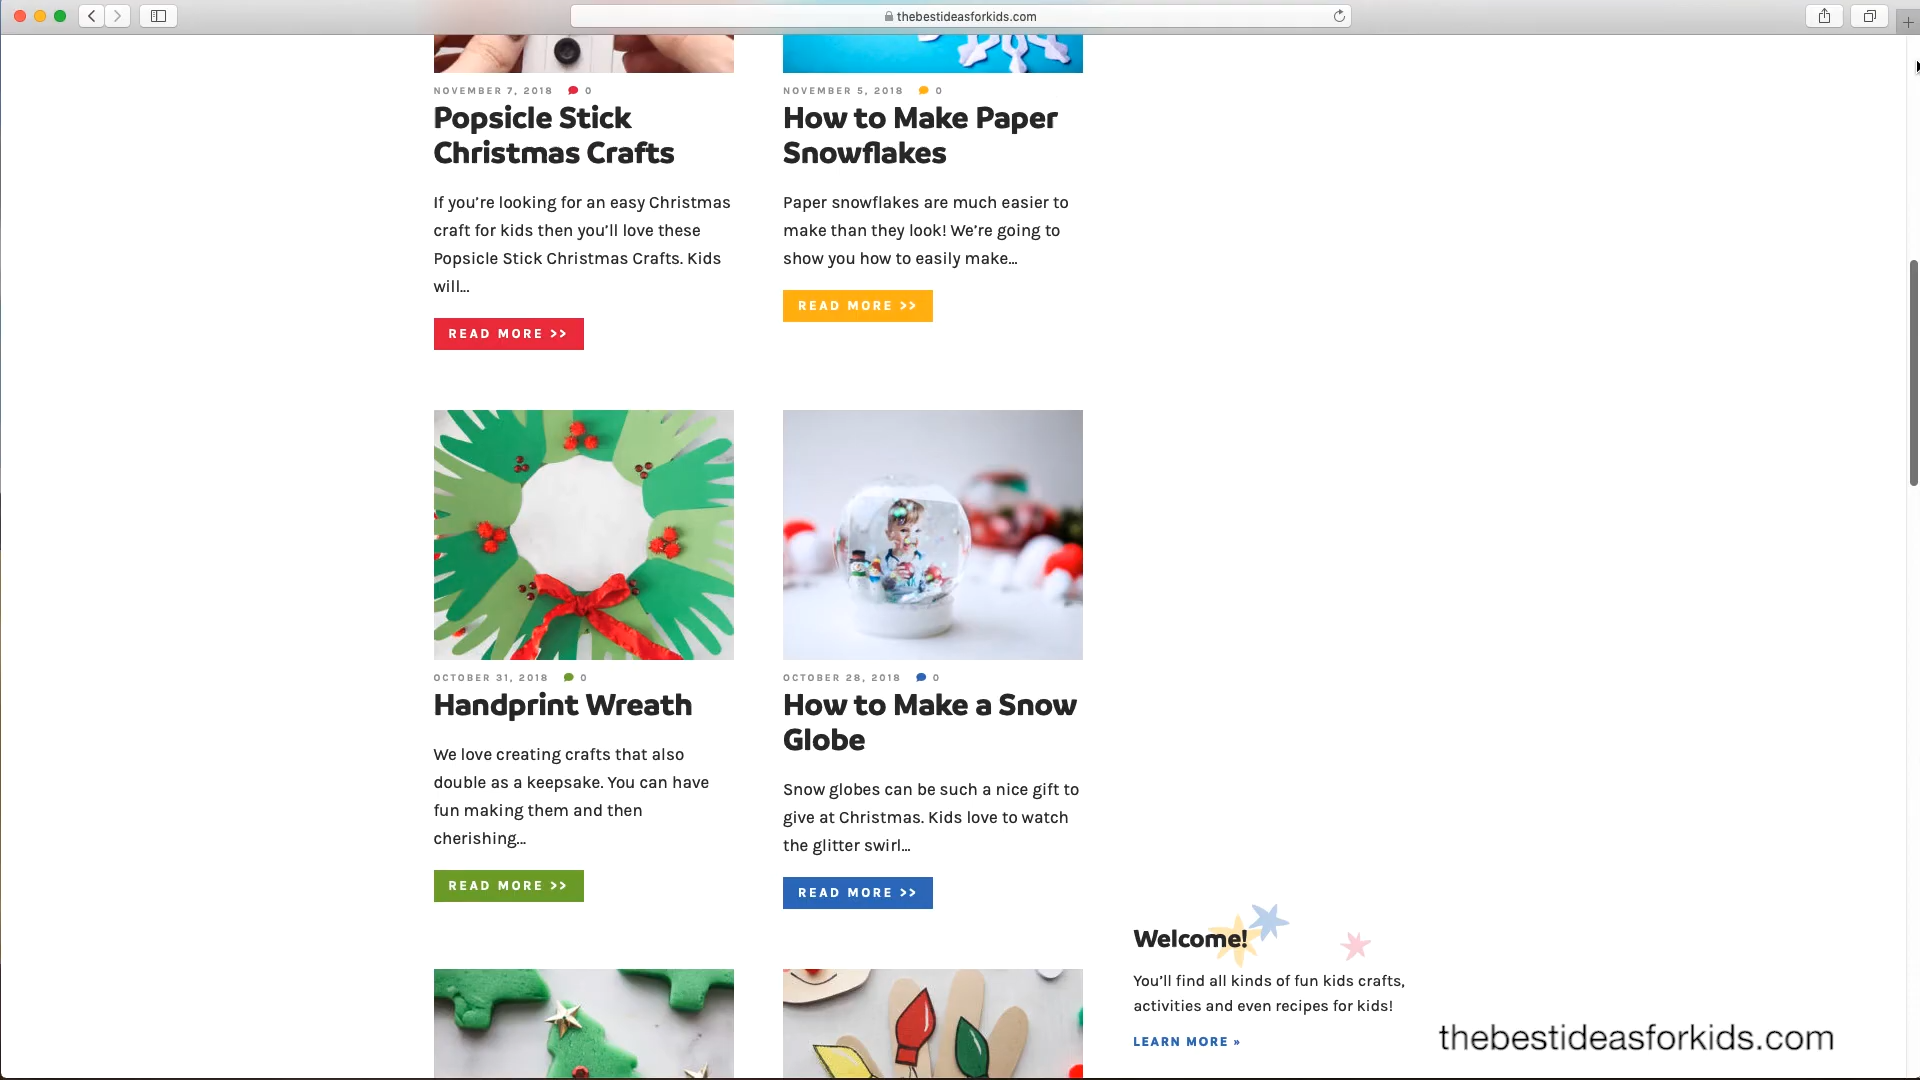 thebestideasforkids.com
NOVEMBER 7, 2018 0
Popsicle Stick
Christmas Crafts
If you’re looking for an easy Christmas
craft for kids then you’ll love these
Popsicle Stick Christmas Crafts. Kids
will...
READ MORE >>
NOVEMBER 5, 2018 0
How to Make Paper
Snowflakes
Paper snowflakes are much easier to
make than they look! We’re going to
show you how to easily make...
READ MORE >>
OCTOBER 31, 2018 0
Handprint Wreath
We love creating crafts that also
double as a keepsake. You can have
fun making them and then
cherishing...
READ MORE >>
OCTOBER 28, 2018 0
How to Make a Snow
Globe
Snow globes can be such a nice gift to
give at Christmas. Kids love to watch
the glitter swirl...
READ MORE >>
Welcome!
You’ll find all kinds of fun kids crafts,
activities and even recipes for kids!
LEARN MORE »
thebestideasforkids.com